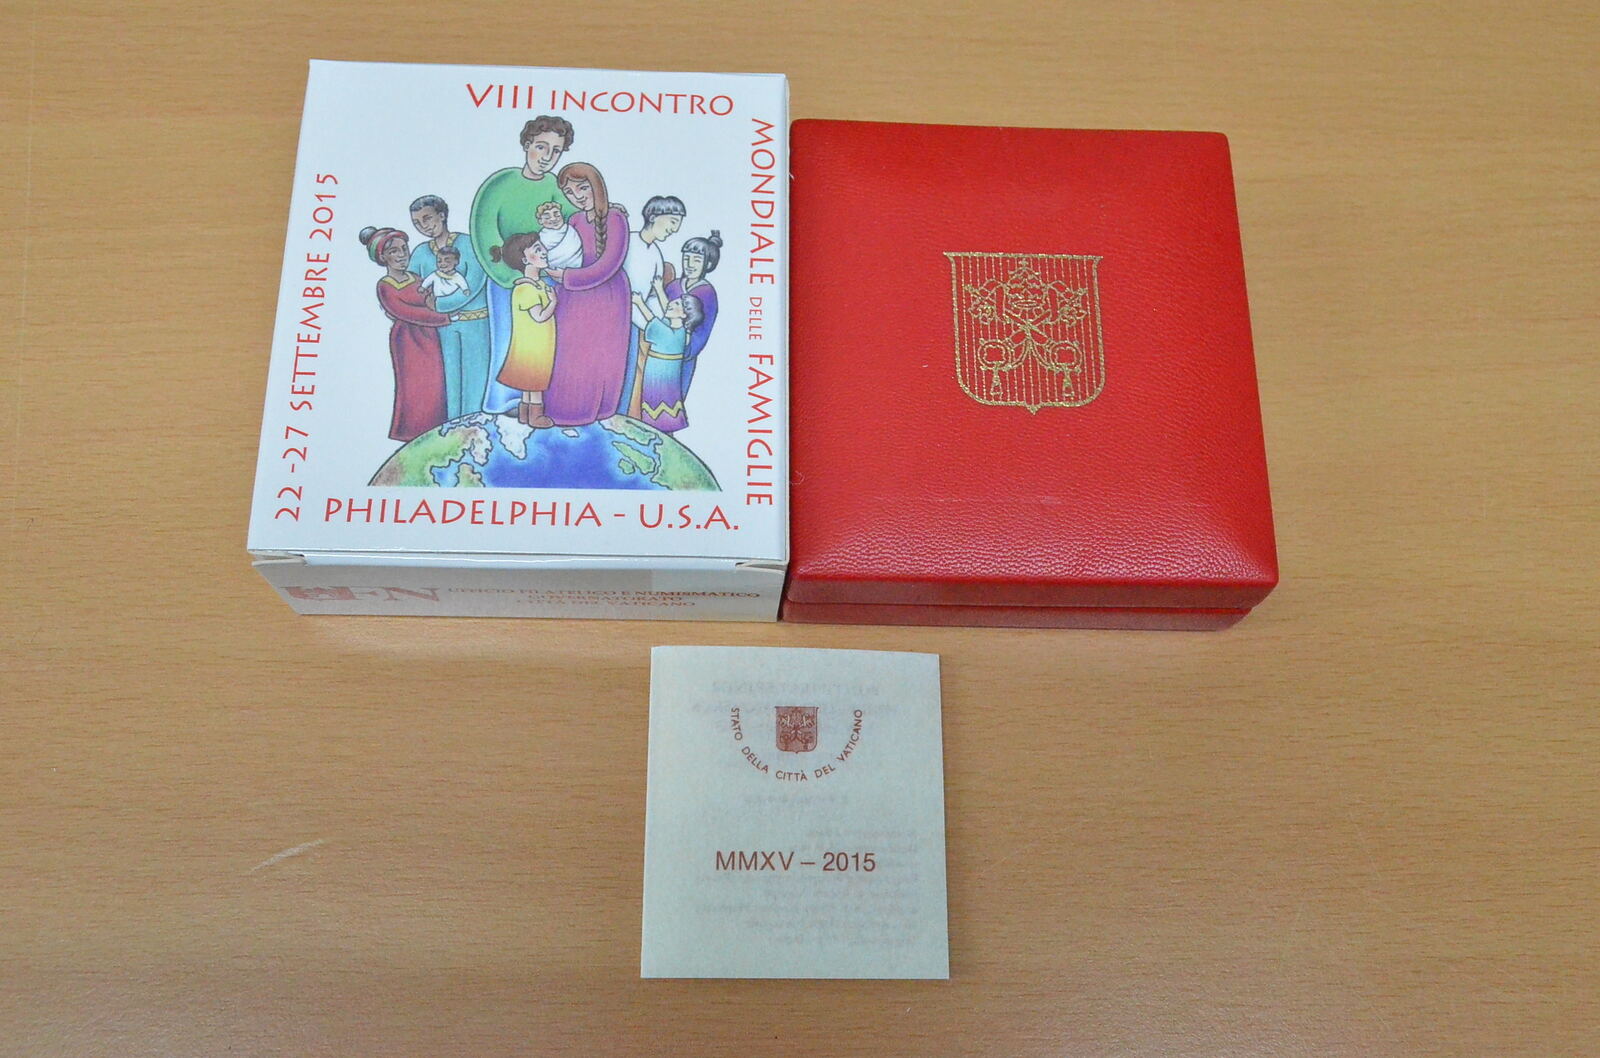 VIII INCONTRO
MONDIALE DELLE FAMIGLIE
22 - 27 SETTEMBRE 2015
PHILADELPHIA - U.S.A.
UFFICIO FILATELICO E NUMISMATICO
GOVERNATORATO
CITTÀ DEL VATICANO
STATO DELLA CITTÀ DEL VATICANO
MMXV – 2015